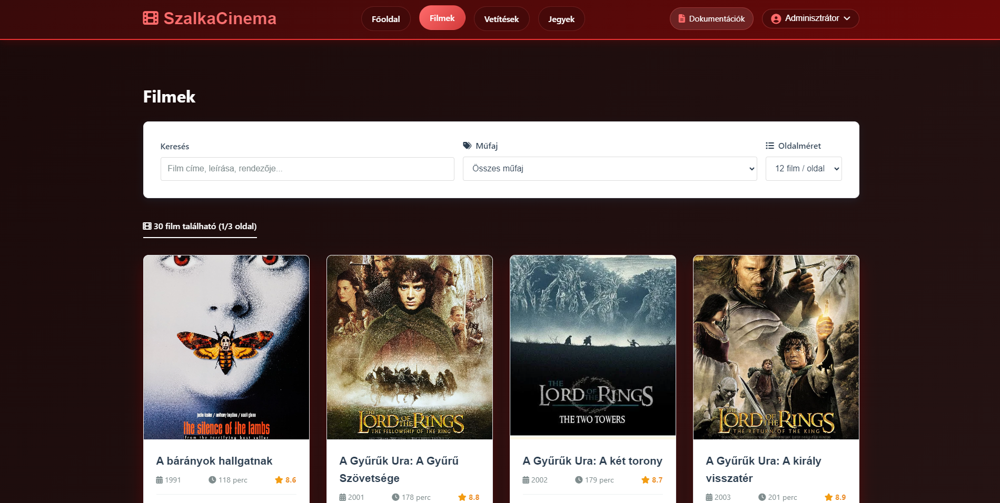 SzalkaCinema
Főoldal
Filmek
Vetítések
Jegyek
Dokumentációk
Adminisztrátor
Filmek
Keresés
Műfaj
Oldalméret
Film címe, leírása, rendezője...
Összes műfaj
12 film / oldal
30 film található (1/3 oldal)
jodie foster / anthony hopkins / scott glenn
the silence of the lambs
from the terrifying best seller
THE
LORD OF THE RINGS
THE FELLOWSHIP OF THE RING
THE
LORD OF THE RINGS
THE TWO TOWERS
THE
LORD OF THE RINGS
THE RETURN OF THE KING
A bárányok hallgatnak
1991 118 perc 8.6
A Gyűrűk Ura: A Gyűrű
Szövetsége
2001 178 perc 8.8
A Gyűrűk Ura: A két torony
2002 179 perc 8.7
A Gyűrűk Ura: A király
visszatér
2003 201 perc 8.9